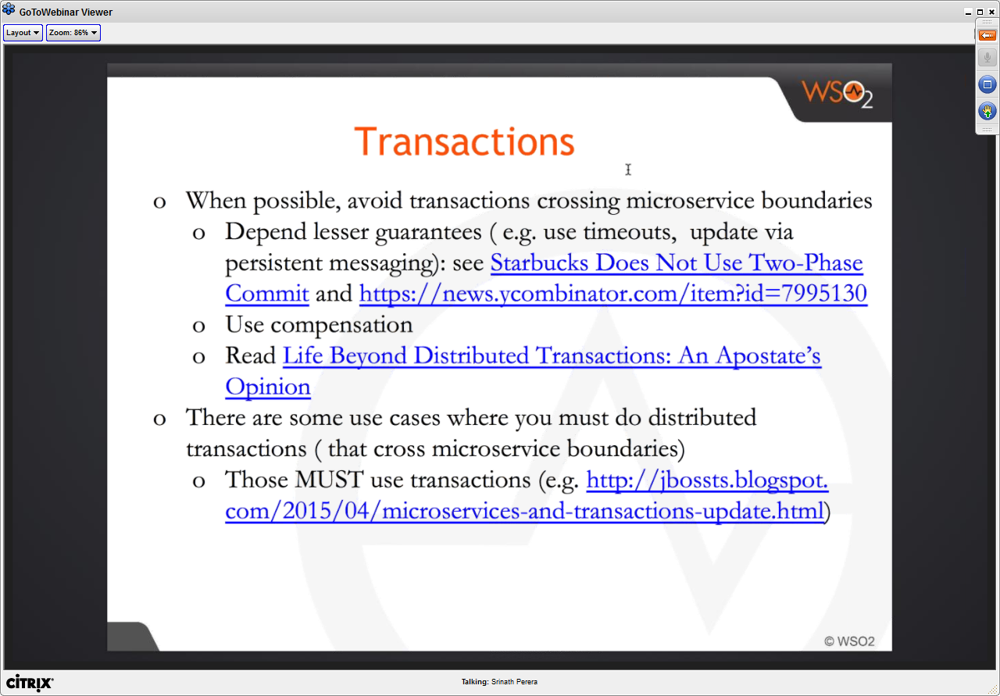 GoToWebinar Viewer
Layout
Zoom: 86%
WSO2
Transactions
o When possible, avoid transactions crossing microservice boundaries
o Depend lesser guarantees ( e.g. use timeouts, update via
persistent messaging): see Starbucks Does Not Use Two-Phase
Commit and https://news.ycombinator.com/item?id=7995130
o Use compensation
o Read Life Beyond Distributed Transactions: An Apostate’s
Opinion
o There are some use cases where you must do distributed
transactions ( that cross microservice boundaries)
o Those MUST use transactions (e.g. http://jbossts.blogspot.
com/2015/04/microservices-and-transactions-update.html)
© WSO2
CITRIX
Talking: Srinath Perera